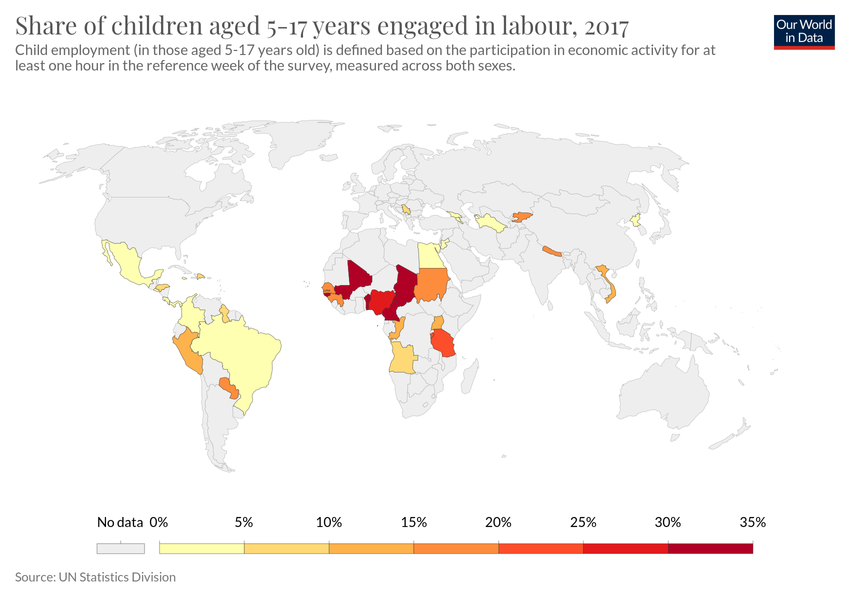 Share of children aged 5-17 years engaged in labour, 2017
Our World
in Data
Child employment (in those aged 5-17 years old) is defined based on the participation in economic activity for at
least one hour in the reference week of the survey, measured across both sexes.
No data 0% 5% 10% 15% 20% 25% 30% 35%
Source: UN Statistics Division